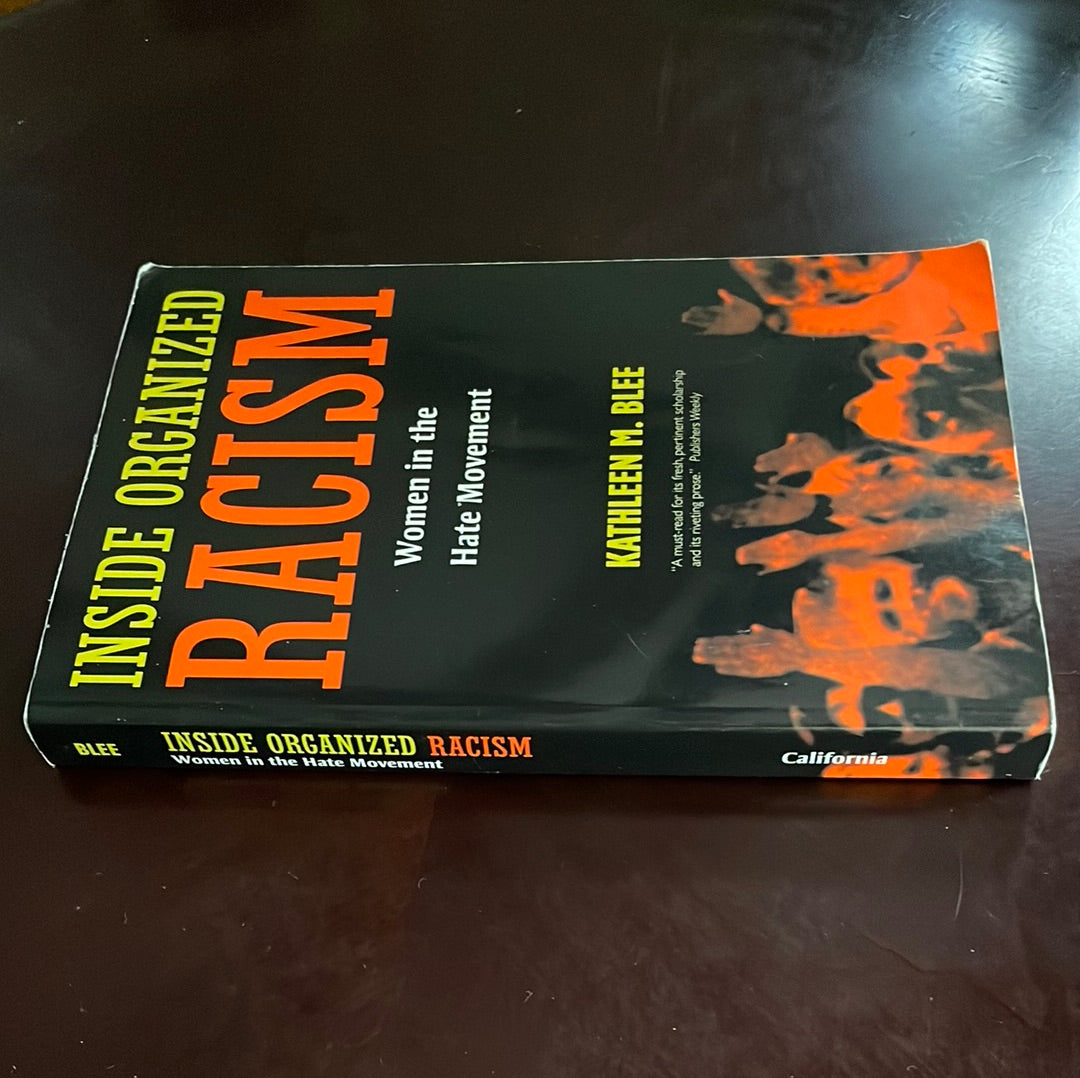 INSIDE ORGANIZED
RACISM
Women in the
Hate Movement
KATHLEEN M. BLEE
"A must-read for its fresh, pertinent scholarship
and its riveting prose." Publishers Weekly
BLEE
INSIDE ORGANIZED RACISM
Women in the Hate Movement
California